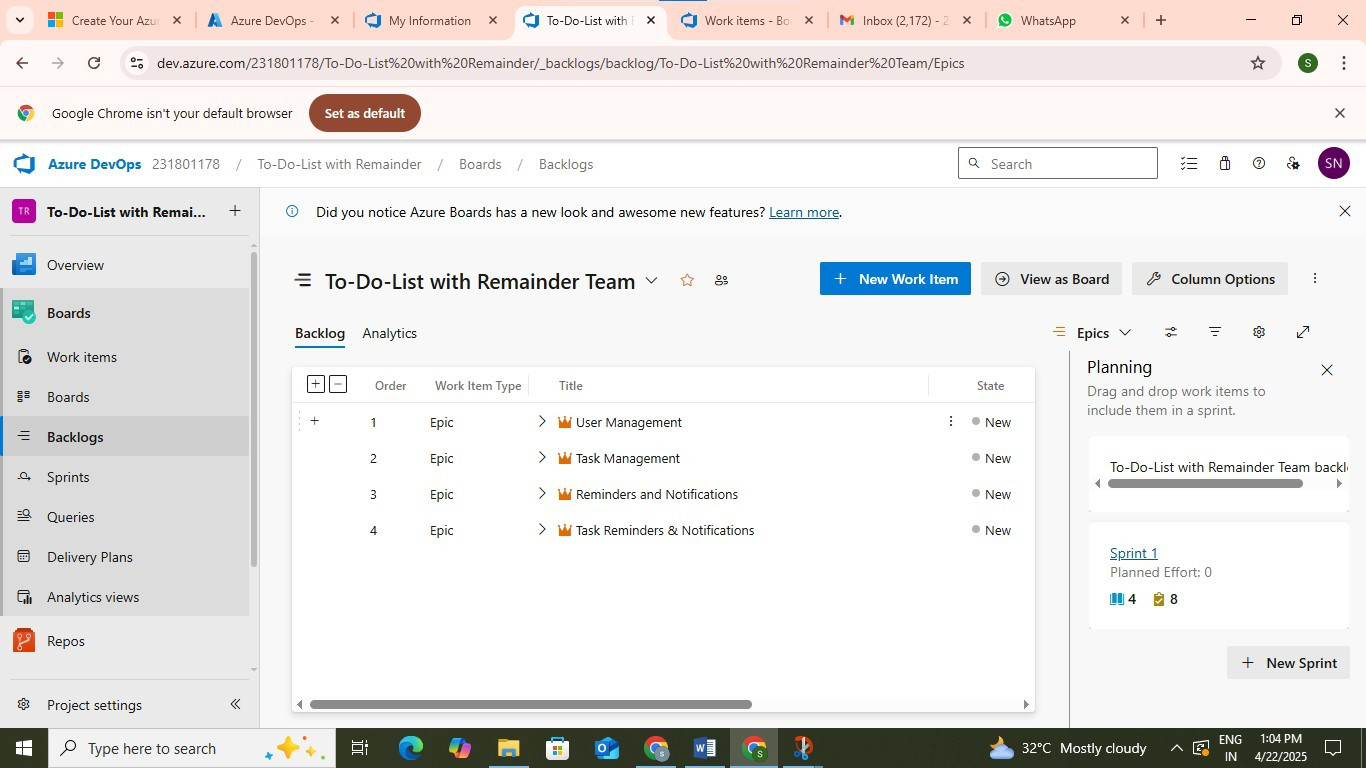 Create Your Azur
Azure DevOps -
My Information
To-Do-List with R
Work items - Bo
Inbox (2,172) - 2
WhatsApp
dev.azure.com/231801178/To-Do-List%20with%20Remainder/_backlogs/backlog/To-Do-List%20with%20Remainder%20Team/Epics
S
Google Chrome isn't your default browser
Set as default
Azure DevOps 231801178 / To-Do-List with Remainder / Boards / Backlogs
Search
SN
TR
To-Do-List with Remai...
Did you notice Azure Boards has a new look and awesome new features? Learn more.
Overview
Boards
Work items
Boards
Backlogs
Sprints
Queries
Delivery Plans
Analytics views
Repos
Project settings
To-Do-List with Remainder Team
New Work Item
View as Board
Column Options
Backlog
Analytics
Epics
Order Work Item Type Title State
1 Epic User Management New
2 Epic Task Management New
3 Epic Reminders and Notifications New
4 Epic Task Reminders & Notifications New
Planning
Drag and drop work items to
include them in a sprint.
To-Do-List with Remainder Team backl
Sprint 1
Planned Effort: 0
4 8
New Sprint
Type here to search
S
32°C Mostly cloudy
ENG
IN
1:04 PM
4/22/2025